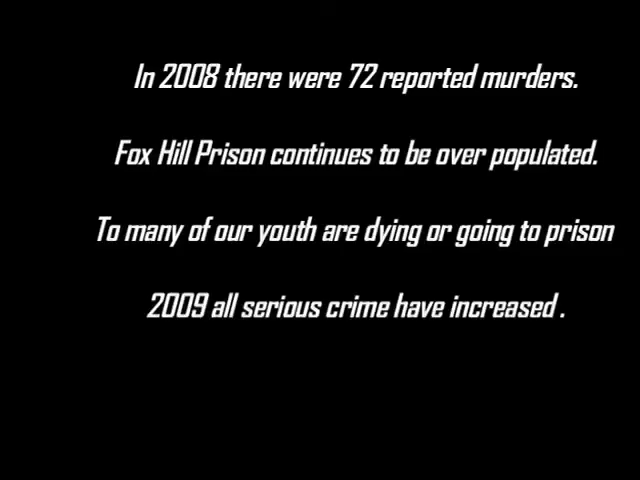 In 2008 there were 72 reported murders.
Fox Hill Prison continues to be over populated.
To many of our youth are dying or going to prison
2009 all serious crime have increased .